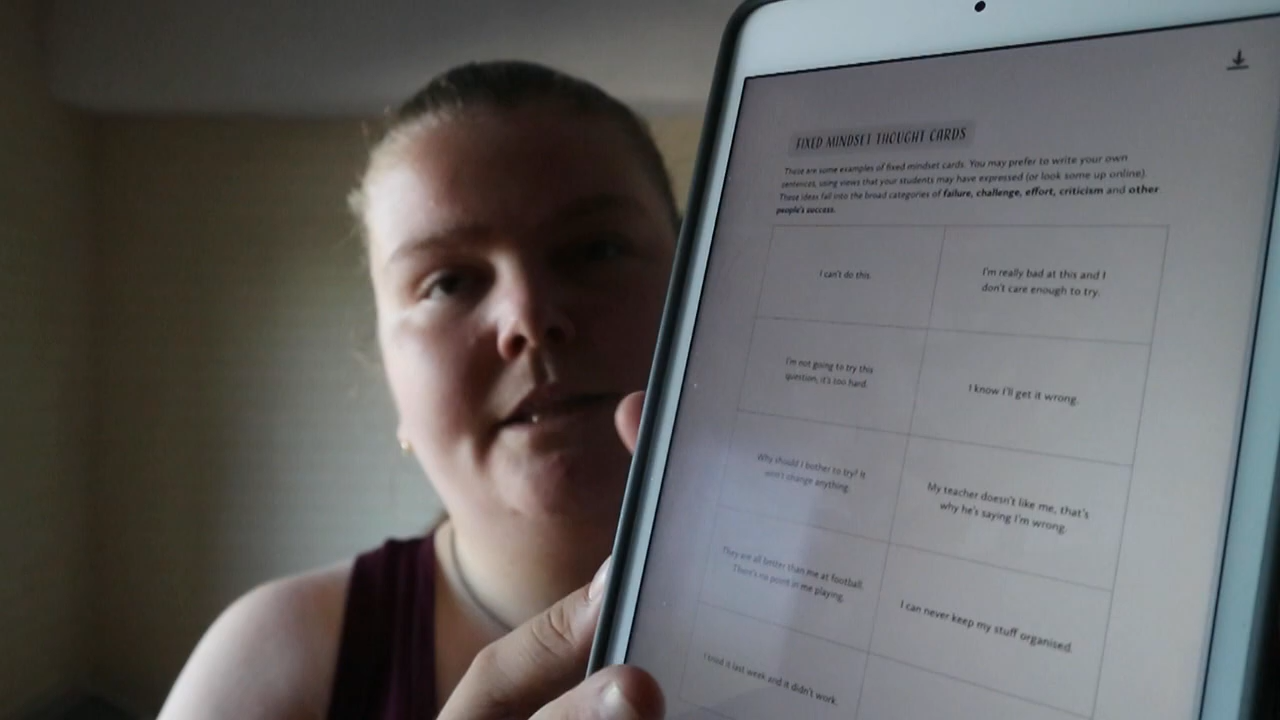 FIXED MINDSET THOUGHT CARDS
These are some examples of fixed mindset cards. You may prefer to write your own
sentences, using views that your students may have expressed (or look some up online).
These ideas fall into the broad categories of failure, challenge, effort, criticism and other
people's success.
I can't do this.
I'm really bad at this and I
don't care enough to try.
I'm not going to try this
question, it's too hard.
I know I'll get it wrong.
Why should I bother to try? It
won't change anything.
My teacher doesn't like me, that's
why he's saying I'm wrong.
They are all better than me at football.
There's no point in me playing.
I can never keep my stuff organised.
I tried it last week and it didn't work.